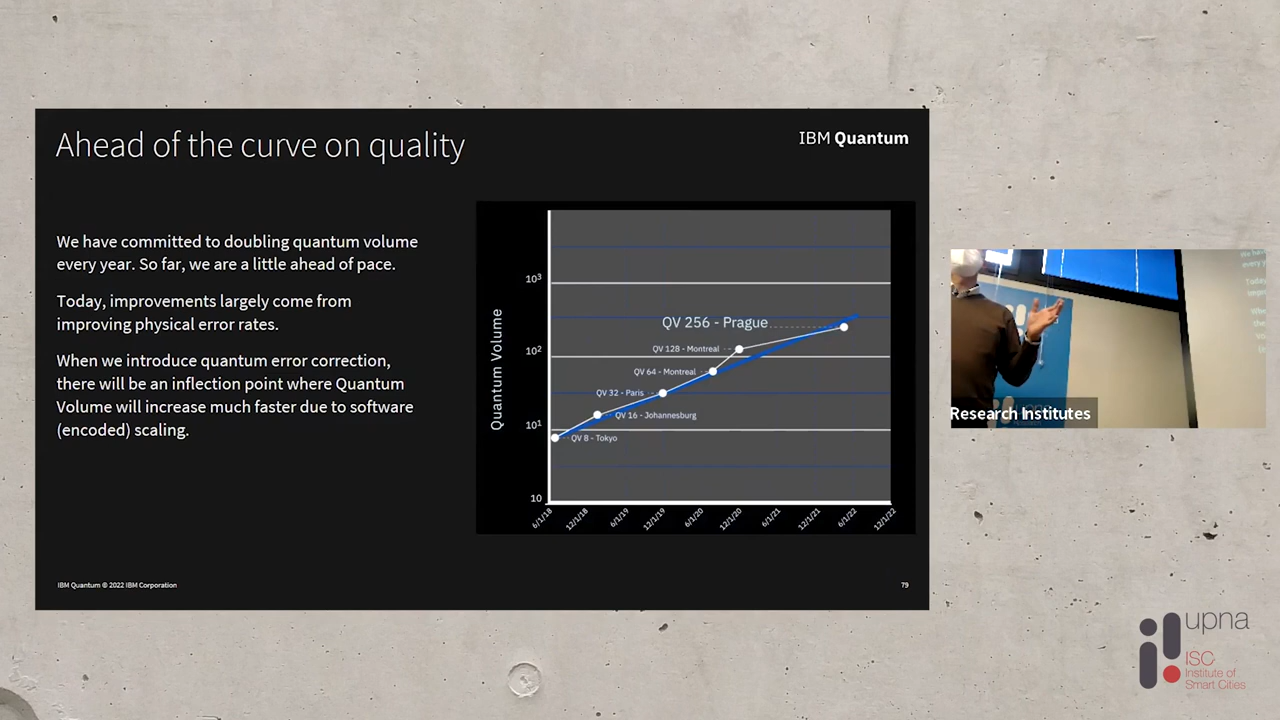 Ahead of the curve on quality
IBM Quantum
We have committed to doubling quantum volume
every year. So far, we are a little ahead of pace.
Today, improvements largely come from
improving physical error rates.
When we introduce quantum error correction,
there will be an inflection point where Quantum
Volume will increase much faster due to software
(encoded) scaling.
Quantum Volume
10³
10²
10¹
10
QV 256 - Prague
QV 128 - Montreal
QV 64 - Montreal
QV 32 - Paris
QV 16 - Johannesburg
QV 8 - Tokyo
6/1/18
12/1/18
6/1/19
12/1/19
6/1/20
12/1/20
6/1/21
12/1/21
6/1/22
12/1/22
IBM Quantum © 2022 IBM Corporation
79
Research Institutes
upna
ISC
Institute of
Smart Cities